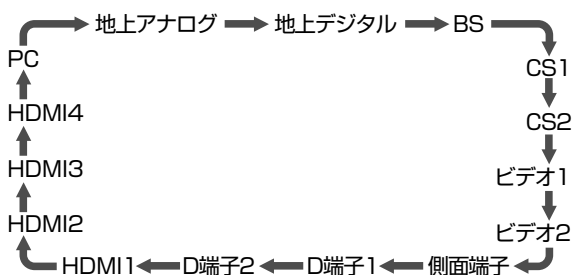 地上アナログ 地上デジタル BS
CS1
CS2
ビデオ1
ビデオ2
側面端子 D端子1 D端子2 HDMI1
HDMI2
HDMI3
HDMI4
PC